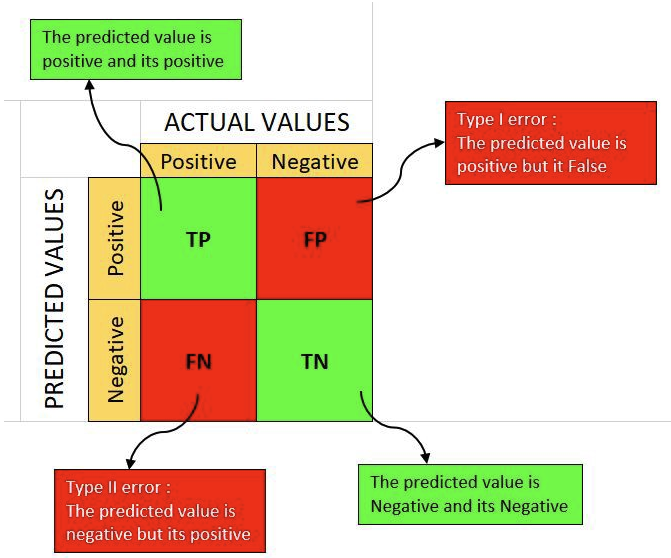 The predicted value is
positive and its positive
ACTUAL VALUES
Type I error :
The predicted value is
positive but it False
Positive
Negative
PREDICTED VALUES
Positive
TP
FP
Negative
FN
TN
Type II error :
The predicted value is
negative but its positive
The predicted value is
Negative and its Negative